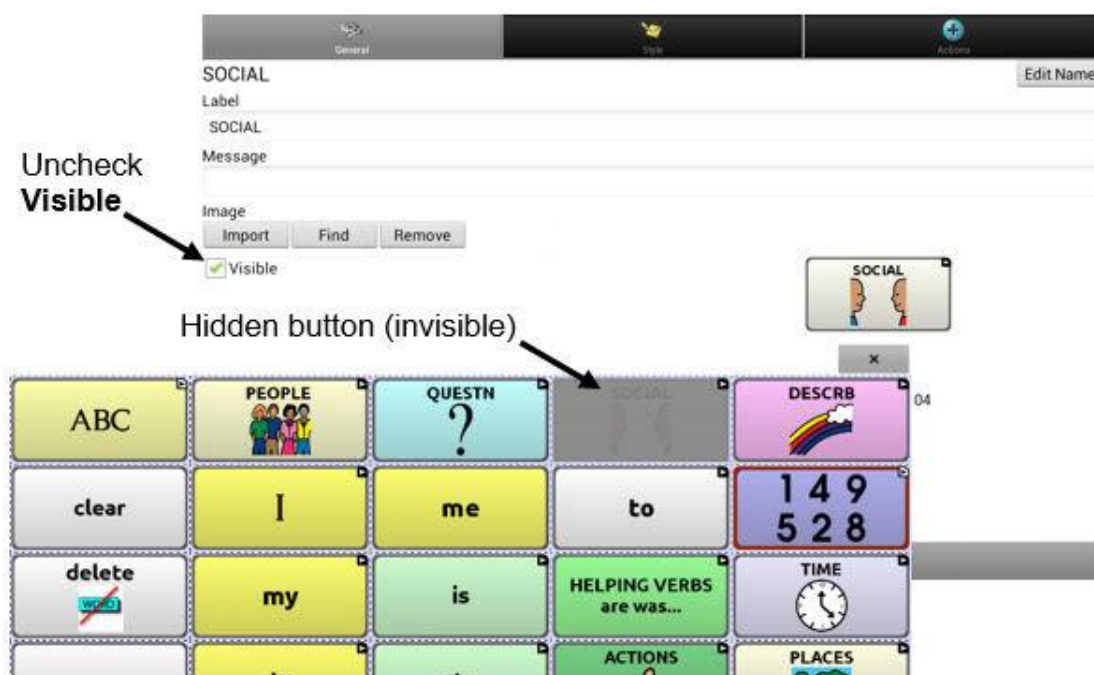 General Style Actions
SOCIAL Edit Name
Label
SOCIAL
Message
Uncheck
Visible
Image
Import Find Remove
Visible
SOCIAL
Hidden button (invisible)
×
ABC PEOPLE QUESTN ? SOCIAL DESCRB
04
clear I me to 1 4 9
5 2 8
delete
WORD
my is HELPING VERBS
are was...
TIME
ACTIONS PLACES